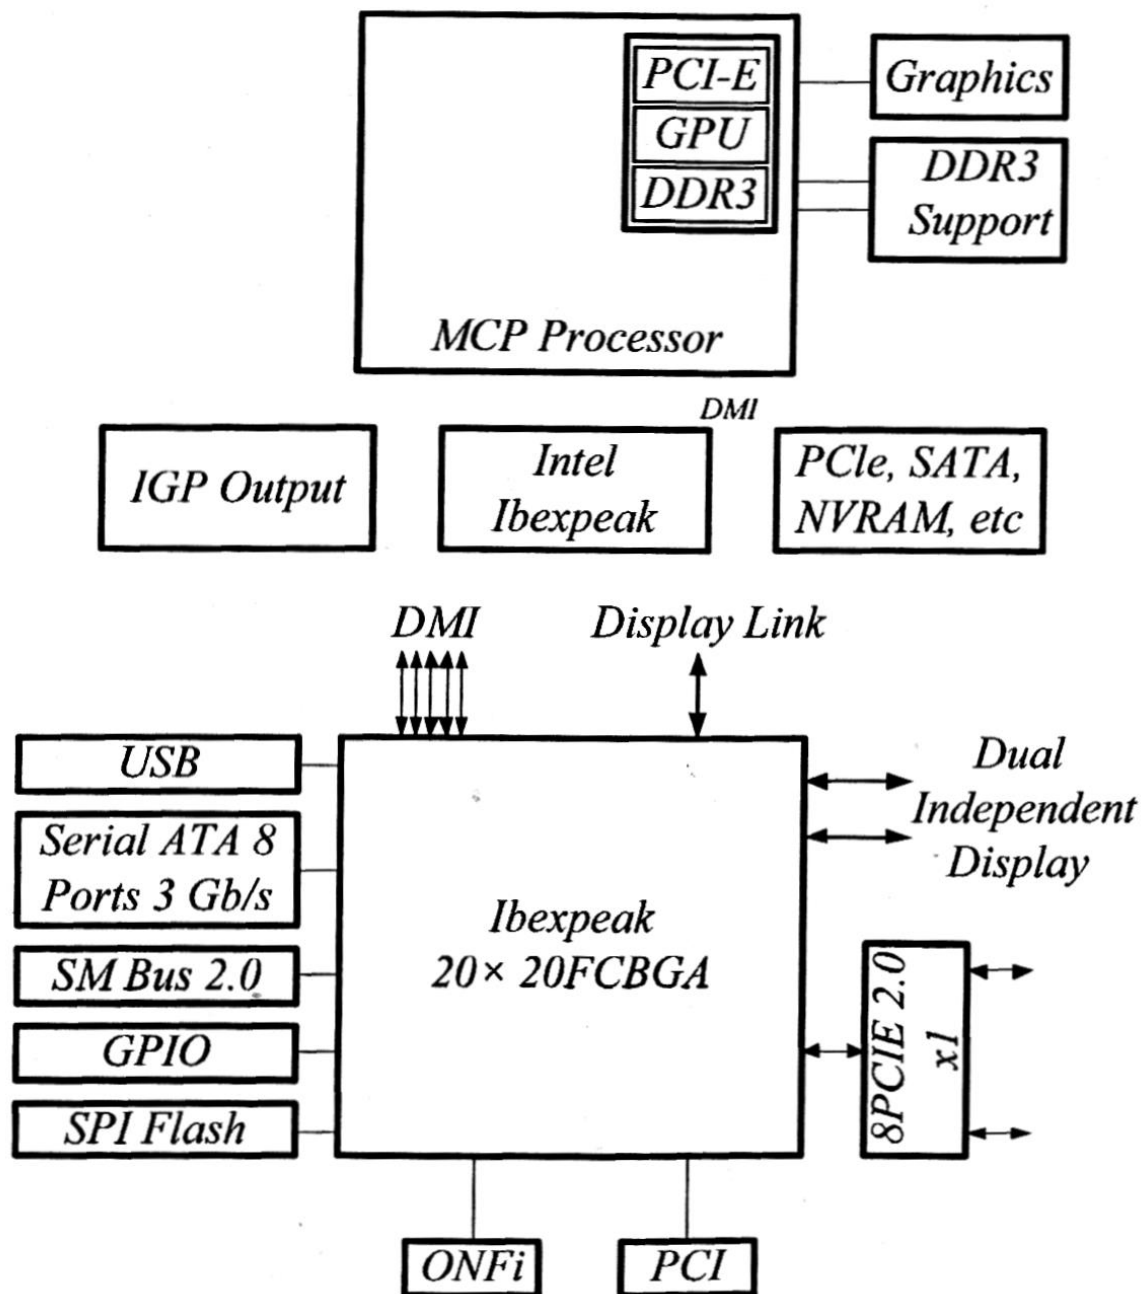 PCI-E
GPU
DDR3
Graphics
DDR3
Support
MCP Processor
DMI
IGP Output
Intel
Ibexpeak
PCle, SATA,
NVRAM, etc
DMI
Display Link
USB
Serial ATA 8
Ports 3 Gb/s
SM Bus 2.0
GPIO
SPI Flash
Ibexpeak
20× 20FCBGA
Dual
Independent
Display
8PCIE 2.0
x1
ONFi
PCI